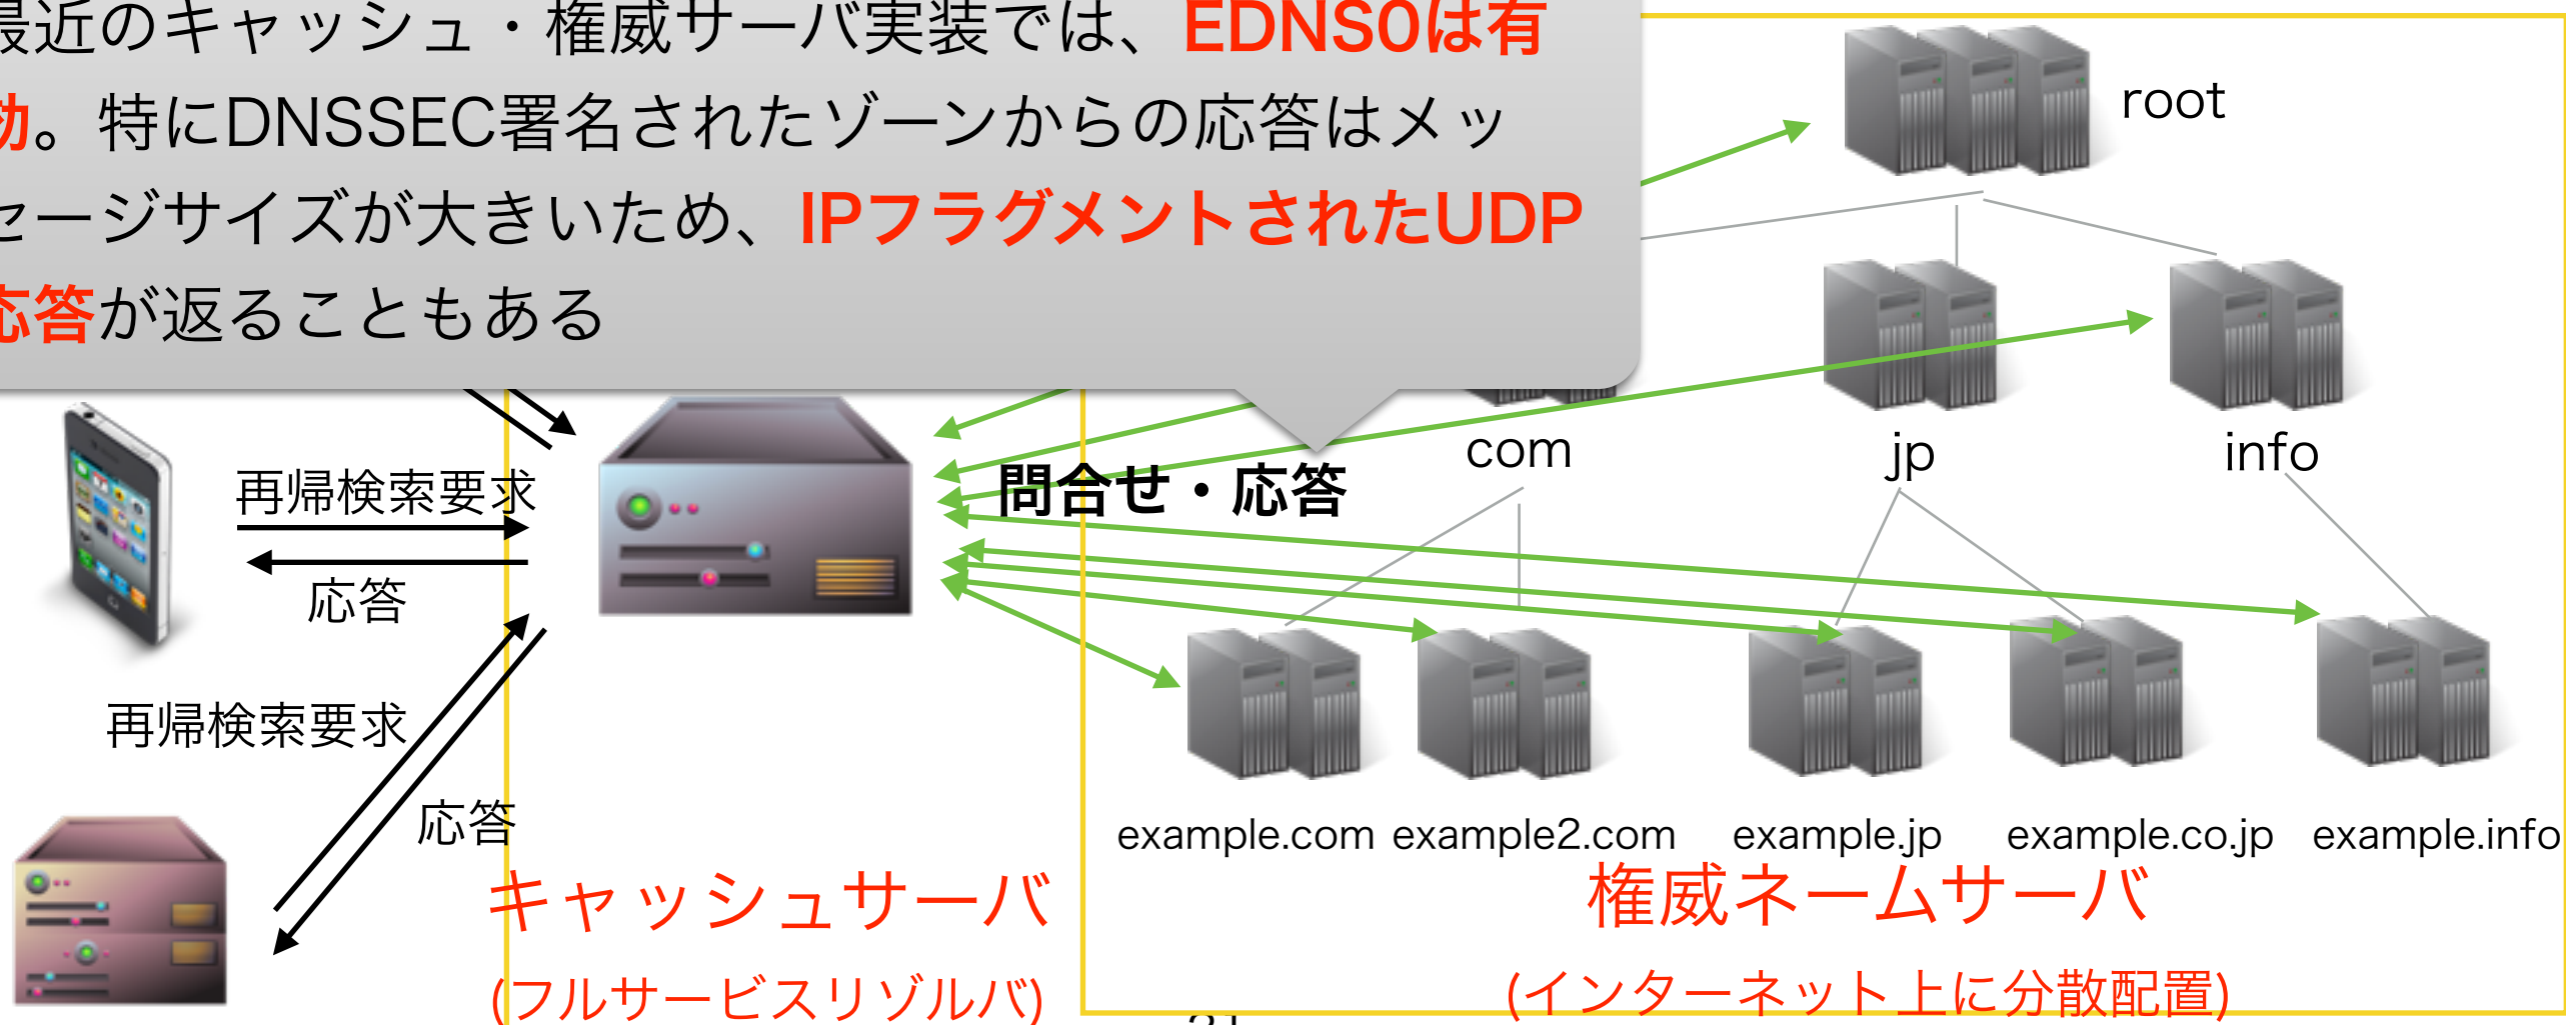 最近のキャッシュ・権威サーバ実装では、EDNS0は有
効。特にDNSSEC署名されたゾーンからの応答はメッ
セージサイズが大きいため、IPフラグメントされたUDP
応答が返ることもある
root
com
jp
info
再帰検索要求
問合せ・応答
応答
再帰検索要求
応答
example.com
example2.com
example.jp
example.co.jp
example.info
キャッシュサーバ
(フルサービスリゾルバ)
権威ネームサーバ
(インターネット上に分散配置)